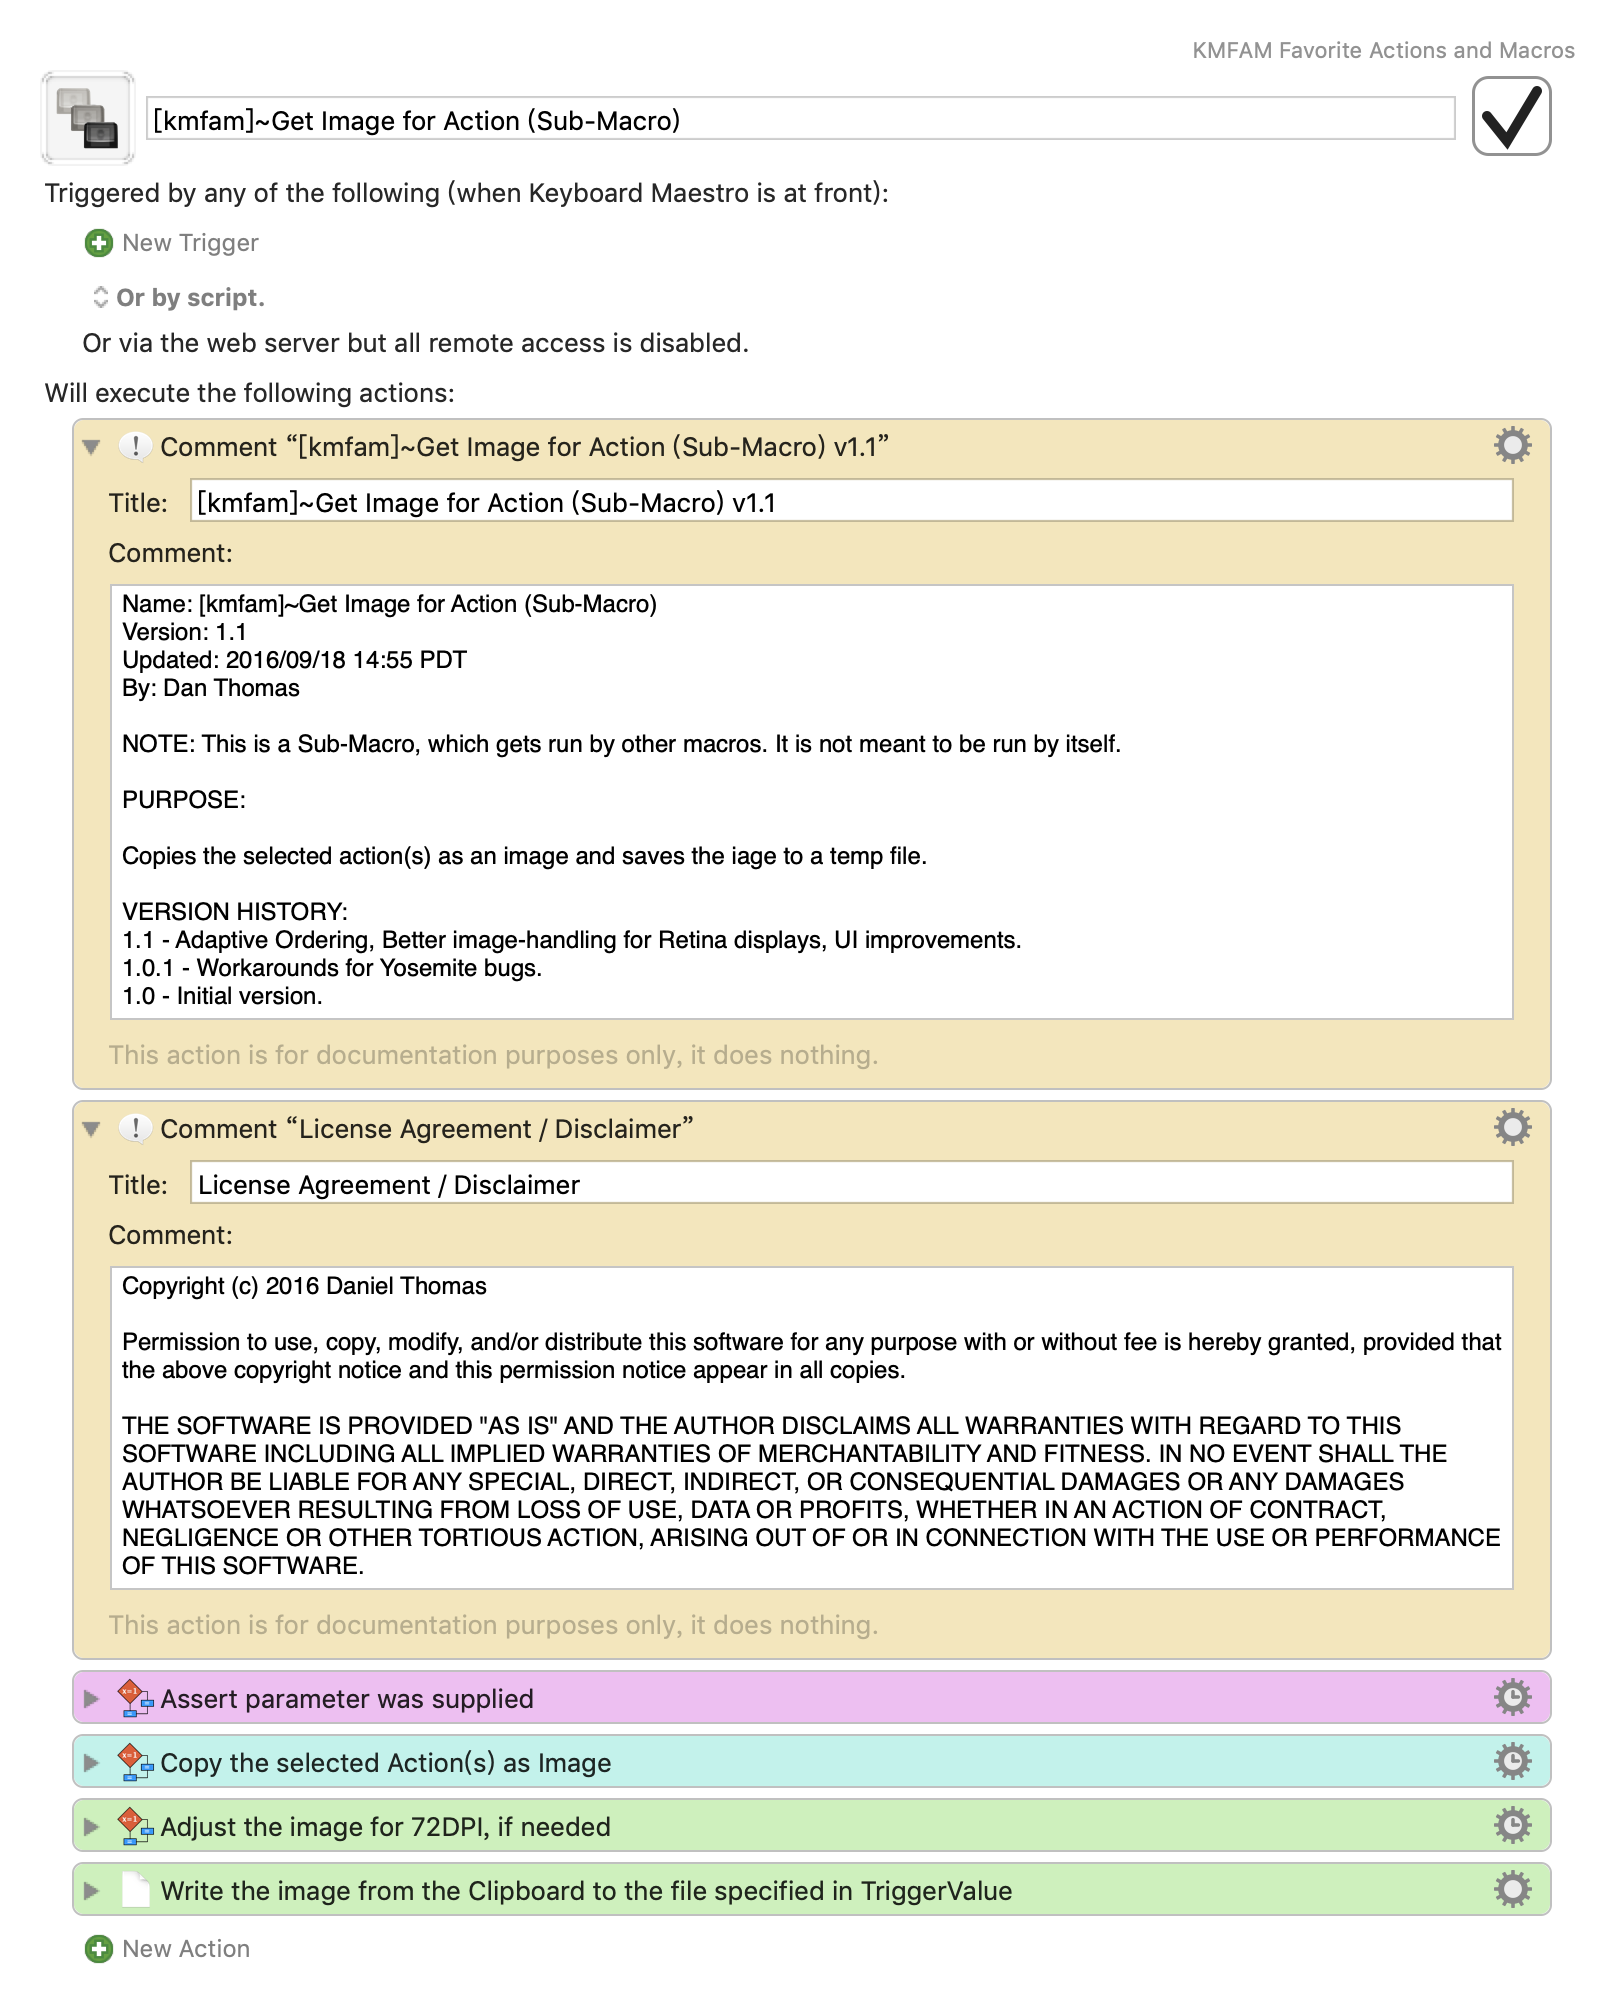 KMFAM Favorite Actions and Macros
[kmfam]~Get Image for Action (Sub-Macro)
Triggered by any of the following (when Keyboard Maestro is at front):
New Trigger
Or by script.
Or via the web server but all remote access is disabled.
Will execute the following actions:
Comment “[kmfam]~Get Image for Action (Sub-Macro) v1.1”
Title: [kmfam]~Get Image for Action (Sub-Macro) v1.1
Comment:
Name: [kmfam]~Get Image for Action (Sub-Macro)
Version: 1.1
Updated: 2016/09/18 14:55 PDT
By: Dan Thomas
NOTE: This is a Sub-Macro, which gets run by other macros. It is not meant to be run by itself.
PURPOSE:
Copies the selected action(s) as an image and saves the iage to a temp file.
VERSION HISTORY:
1.1 - Adaptive Ordering, Better image-handling for Retina displays, UI improvements.
1.0.1 - Workarounds for Yosemite bugs.
1.0 - Initial version.
This action is for documentation purposes only, it does nothing.
Comment “License Agreement / Disclaimer”
Title: License Agreement / Disclaimer
Comment:
Copyright (c) 2016 Daniel Thomas
Permission to use, copy, modify, and/or distribute this software for any purpose with or without fee is hereby granted, provided that
the above copyright notice and this permission notice appear in all copies.
THE SOFTWARE IS PROVIDED "AS IS" AND THE AUTHOR DISCLAIMS ALL WARRANTIES WITH REGARD TO THIS
SOFTWARE INCLUDING ALL IMPLIED WARRANTIES OF MERCHANTABILITY AND FITNESS. IN NO EVENT SHALL THE
AUTHOR BE LIABLE FOR ANY SPECIAL, DIRECT, INDIRECT, OR CONSEQUENTIAL DAMAGES OR ANY DAMAGES
WHATSOEVER RESULTING FROM LOSS OF USE, DATA OR PROFITS, WHETHER IN AN ACTION OF CONTRACT,
NEGLIGENCE OR OTHER TORTIOUS ACTION, ARISING OUT OF OR IN CONNECTION WITH THE USE OR PERFORMANCE
OF THIS SOFTWARE.
This action is for documentation purposes only, it does nothing.
Assert parameter was supplied
Copy the selected Action(s) as Image
Adjust the image for 72DPI, if needed
Write the image from the Clipboard to the file specified in TriggerValue
New Action